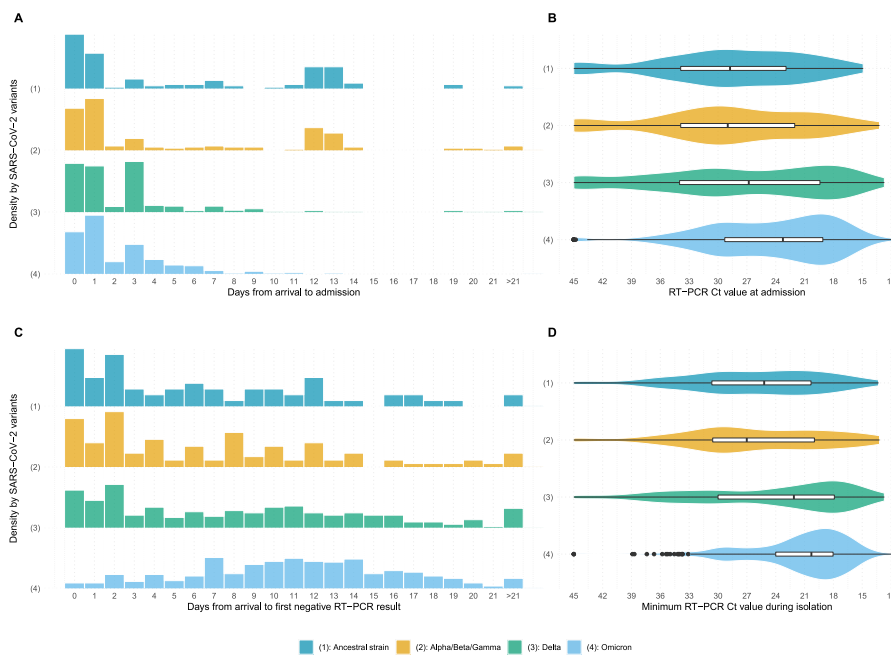 A
B
Density by SARS−CoV−2 variants
(1)
(2)
(3)
(4)
0 1 2 3 4 5 6 7 8 9 10 11 12 13 14 15 16 17 18 19 20 21 >21
Days from arrival to admission
(1)
(2)
(3)
(4)
45 42 39 36 33 30 27 24 21 18 1
RT−PCR Ct value at admission
C
D
Density by SARS−CoV−2 variants
(1)
(2)
(3)
(4)
0 1 2 3 4 5 6 7 8 9 10 11 12 13 14 15 16 17 18 19 20 21 >21
Days from arrival to first negative RT−PCR result
(1)
(2)
(3)
(4)
45 42 39 36 33 30 27 24 21 18 1
Minimum RT−PCR Ct value during isolation
(1): Ancestral strain (2): Alpha/Beta/Gamma (3): Delta (4): Omicron